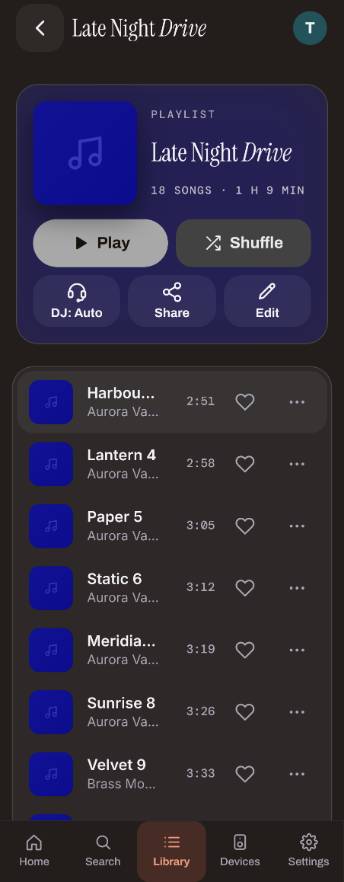 Late Night Drive
T
PLAYLIST
Late Night Drive
18 SONGS · 1 H 9 MIN
Play
Shuffle
DJ: Auto
Share
Edit
Harbou...
2:51
Aurora Va...
Lantern 4
2:58
Aurora Va...
Paper 5
3:05
Aurora Va...
Static 6
3:12
Aurora Va...
Meridia...
3:19
Aurora Va...
Sunrise 8
3:26
Aurora Va...
Velvet 9
3:33
Brass Mo...
Home
Search
Library
Devices
Settings